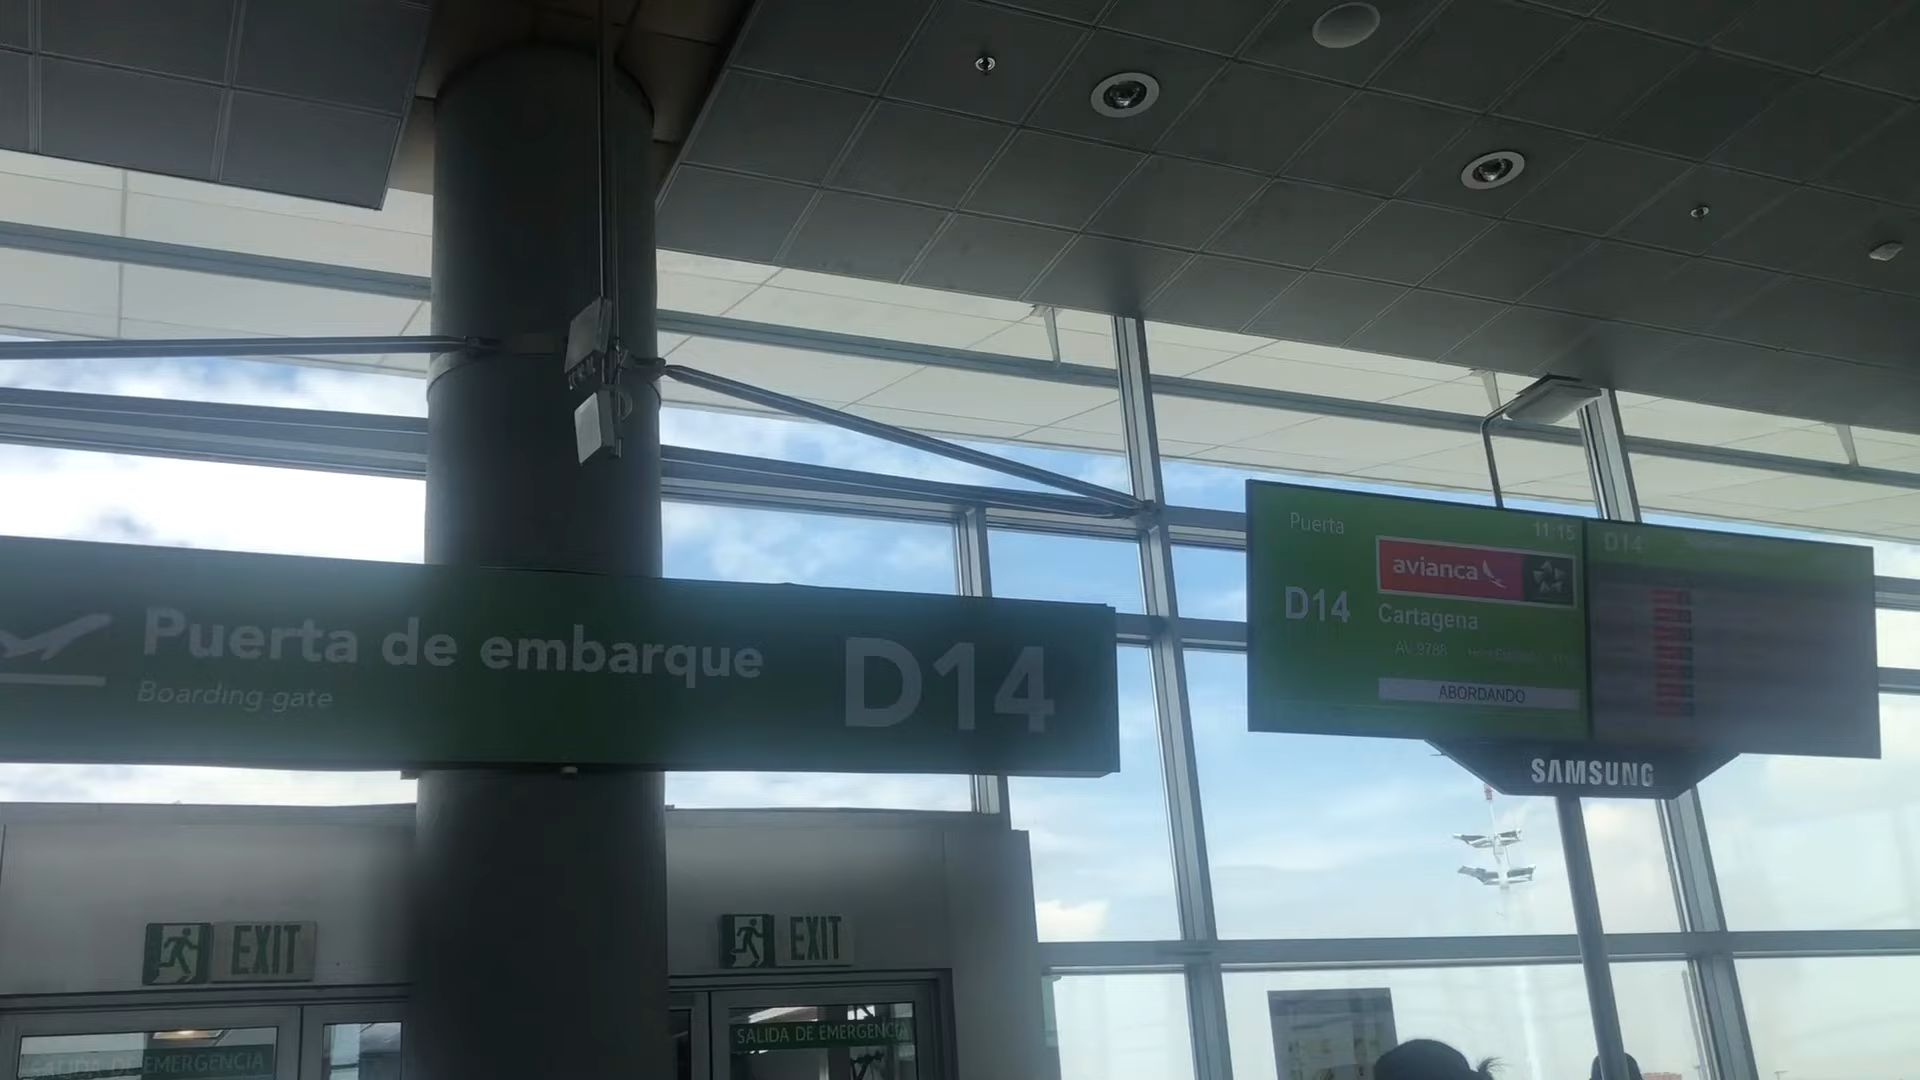 Puerta de embarque
Boarding gate
D14
Puerta
11:15
D14
avianca
D14
Cartagena
AV 9788
ABORDANDO
SAMSUNG
EXIT
EXIT
SALIDA DE EMERGENCIA
SALIDA DE EMERGENCIA